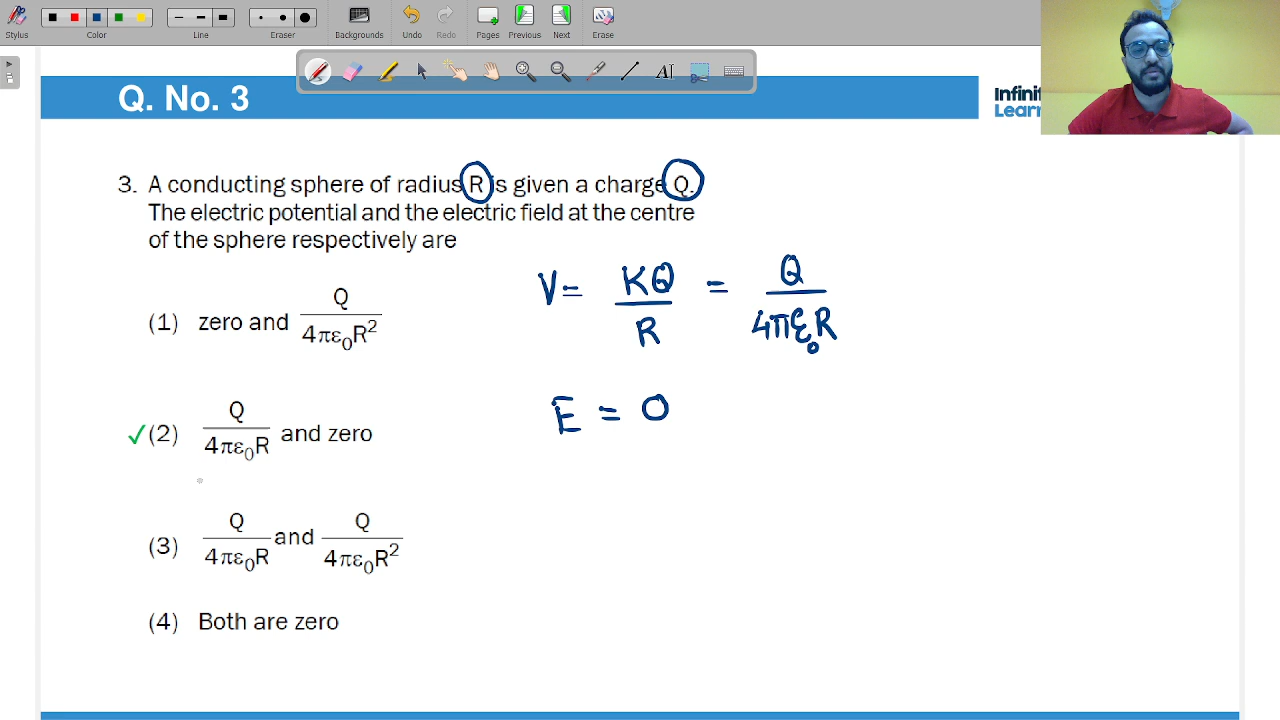 Stylus
Color
Line
Eraser
Backgrounds
Undo
Redo
Pages
Previous
Next
Erase
Q. No. 3
Infinit
Learn
3. A conducting sphere of radius R is given a charge Q.
The electric potential and the electric field at the centre
of the sphere respectively are
(1) zero and Q/4πε₀R²
✓(2) Q/4πε₀R and zero
(3) Q/4πε₀R and Q/4πε₀R²
(4) Both are zero
V = KQ/R = Q/4πε₀R
E = 0